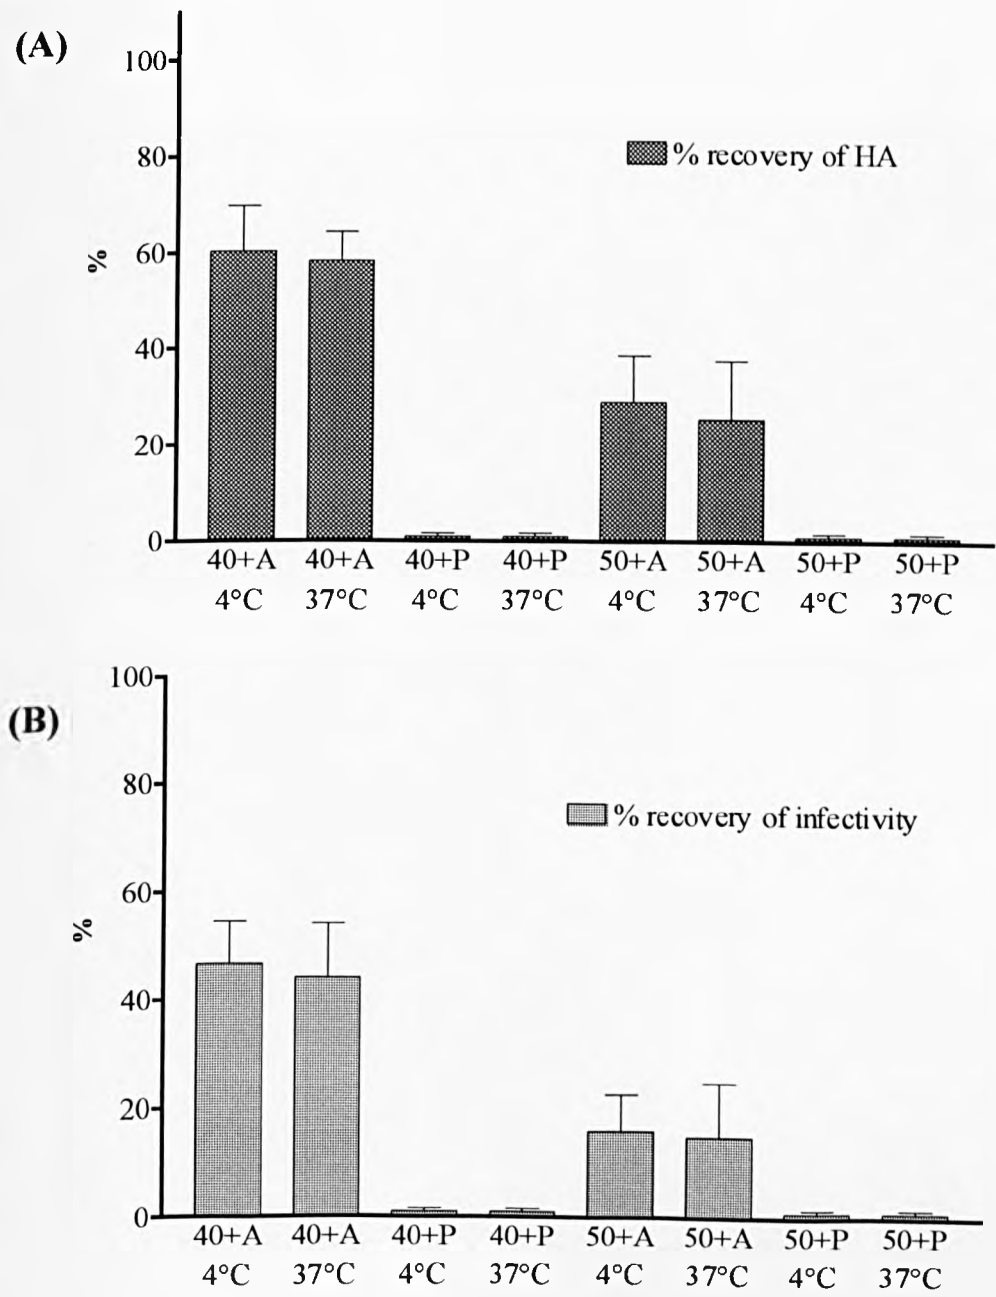 (A)
100
80
% recovery of HA
%
60
40
20
0
40+A 40+A 40+P 40+P 50+A 50+A 50+P 50+P
4°C 37°C 4°C 37°C 4°C 37°C 4°C 37°C
(B)
100
80
% recovery of infectivity
60
%
40
20
0
40+A 40+A 40+P 40+P 50+A 50+A 50+P 50+P
4°C 37°C 4°C 37°C 4°C 37°C 4°C 37°C